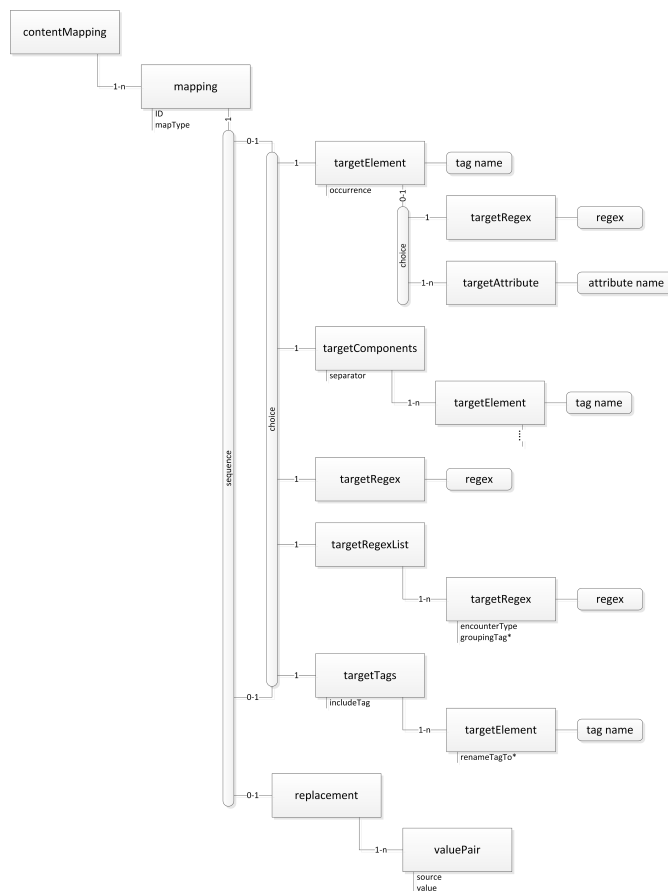 contentMapping
1-n
mapping
ID
mapType
1
sequence
0-1
choice
1
targetElement
tag name
occurrence
0-1
choice
1
targetRegex
regex
1-n
targetAttribute
attribute name
1
targetComponents
separator
1-n
targetElement
tag name
....
1
targetRegex
regex
1
targetRegexList
1-n
targetRegex
regex
encounterType
groupingTag*
1
targetTags
includeTag
0-1
1-n
targetElement
tag name
renameTagTo*
0-1
replacement
1-n
valuePair
source
value